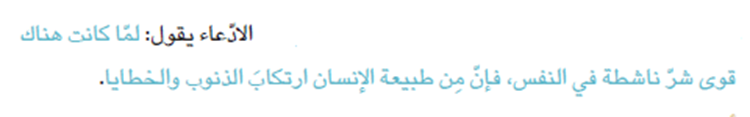 الادّعاء يقول: لمّا كانت هناك
قوى شرّ ناشطة في النفس، فإنّ مِن طبيعة الإنسان ارتكابَ الذنوب والخطايا.